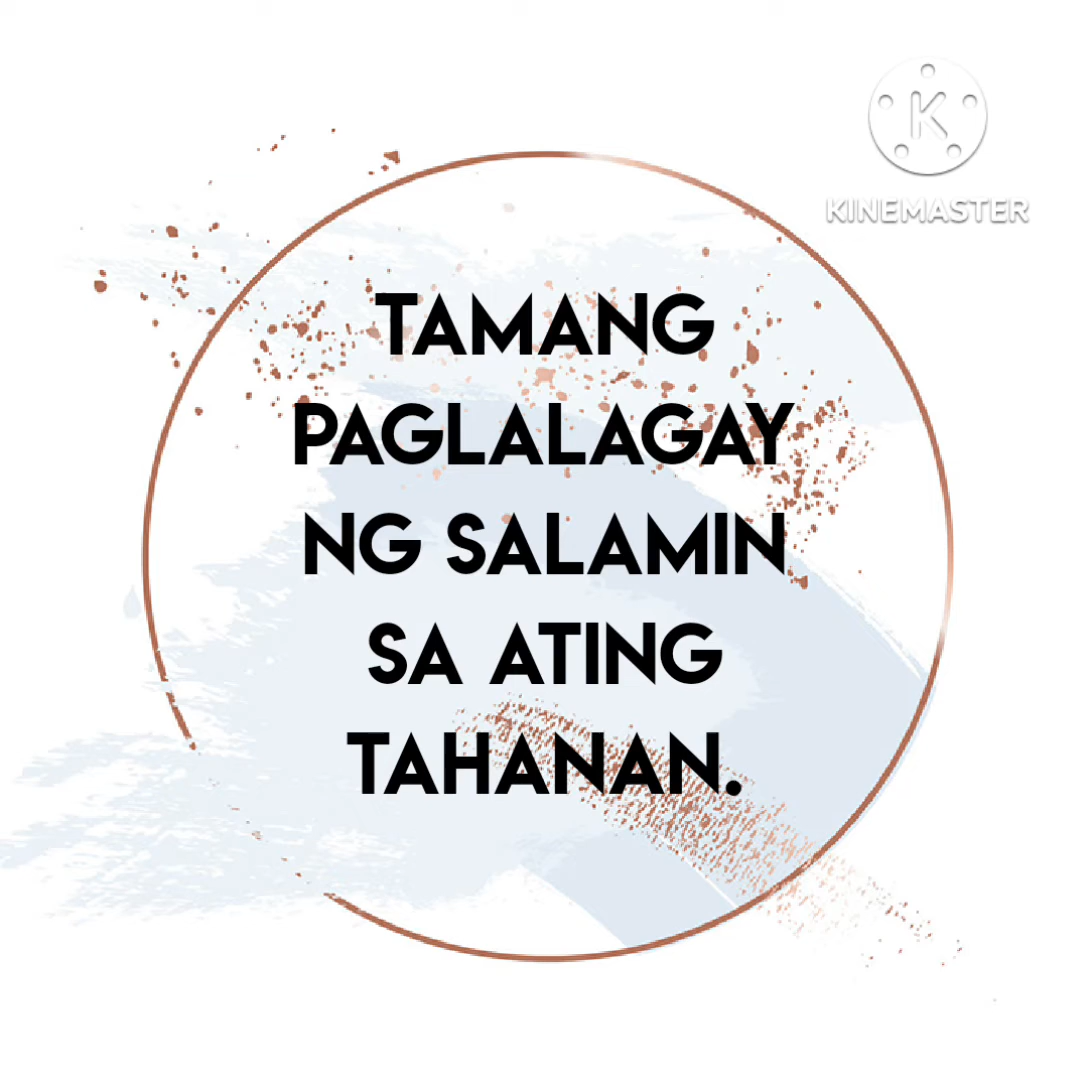 K
KINEMASTER
TAMANG
PAGLALAGAY
NG SALAMIN
SA ATING
TAHANAN.